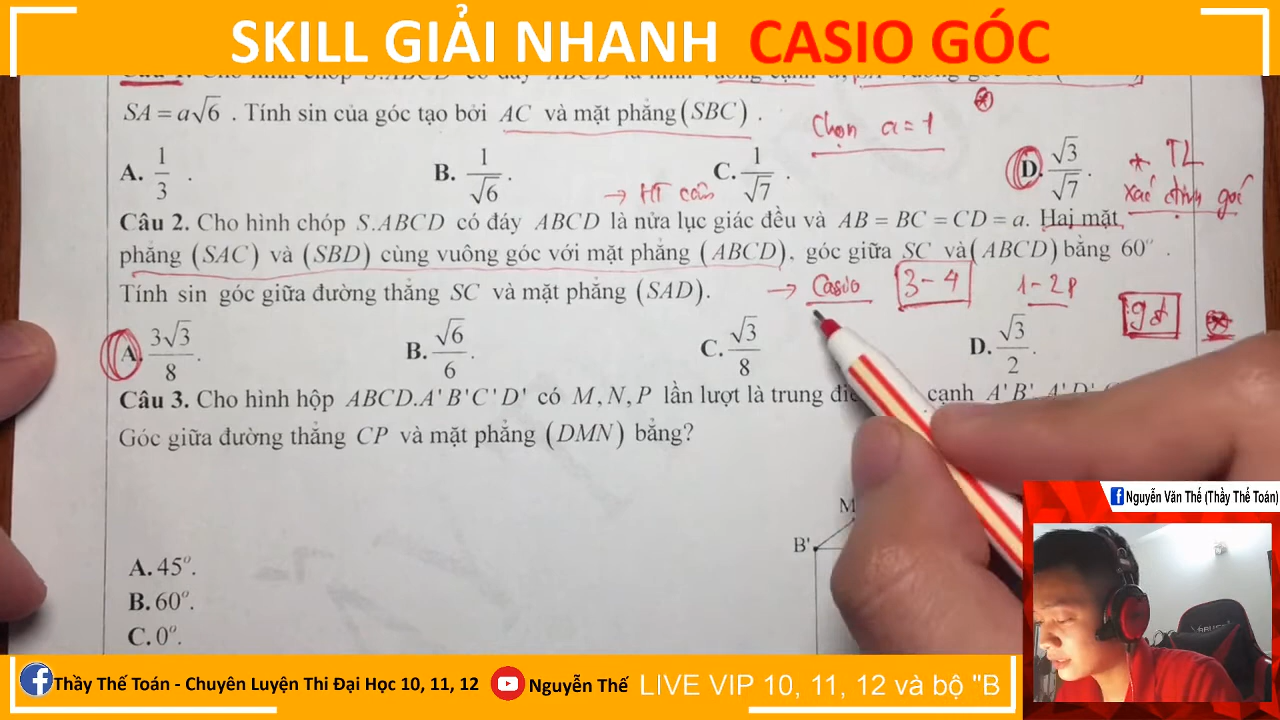 SKILL GIẢI NHANH CASIO GÓC
SA = a√6 . Tính sin của góc tạo bởi AC và mặt phẳng (SBC) .
Chọn a = 1
A. 1/3 . B. 1/√6 . C. 1/√7 . D. √3/√7 .
* TL
xác định góc
→ HT cân
Câu 2. Cho hình chóp S.ABCD có đáy ABCD là nửa lục giác đều và AB = BC = CD = a. Hai mặt
phẳng (SAC) và (SBD) cùng vuông góc với mặt phẳng (ABCD), góc giữa SC và (ABCD) bằng 60° .
Tính sin góc giữa đường thẳng SC và mặt phẳng (SAD).
→ Casio 3-4 1-2p
A. 3√3/8 . B. √6/6 . C. √3/8 D. √3/2 .
Câu 3. Cho hình hộp ABCD.A'B'C'D' có M, N, P lần lượt là trung cạnh A'B', A'D'
Góc giữa đường thẳng CP và mặt phẳng (DMN) bằng?
M
B'
A. 45°.
B. 60°.
C. 0°.
Nguyễn Văn Thế (Thầy Thế Toán)
Thầy Thế Toán - Chuyên Luyện Thi Đại Học 10, 11, 12 Nguyễn Thế LIVE VIP 10, 11, 12 và bộ "B